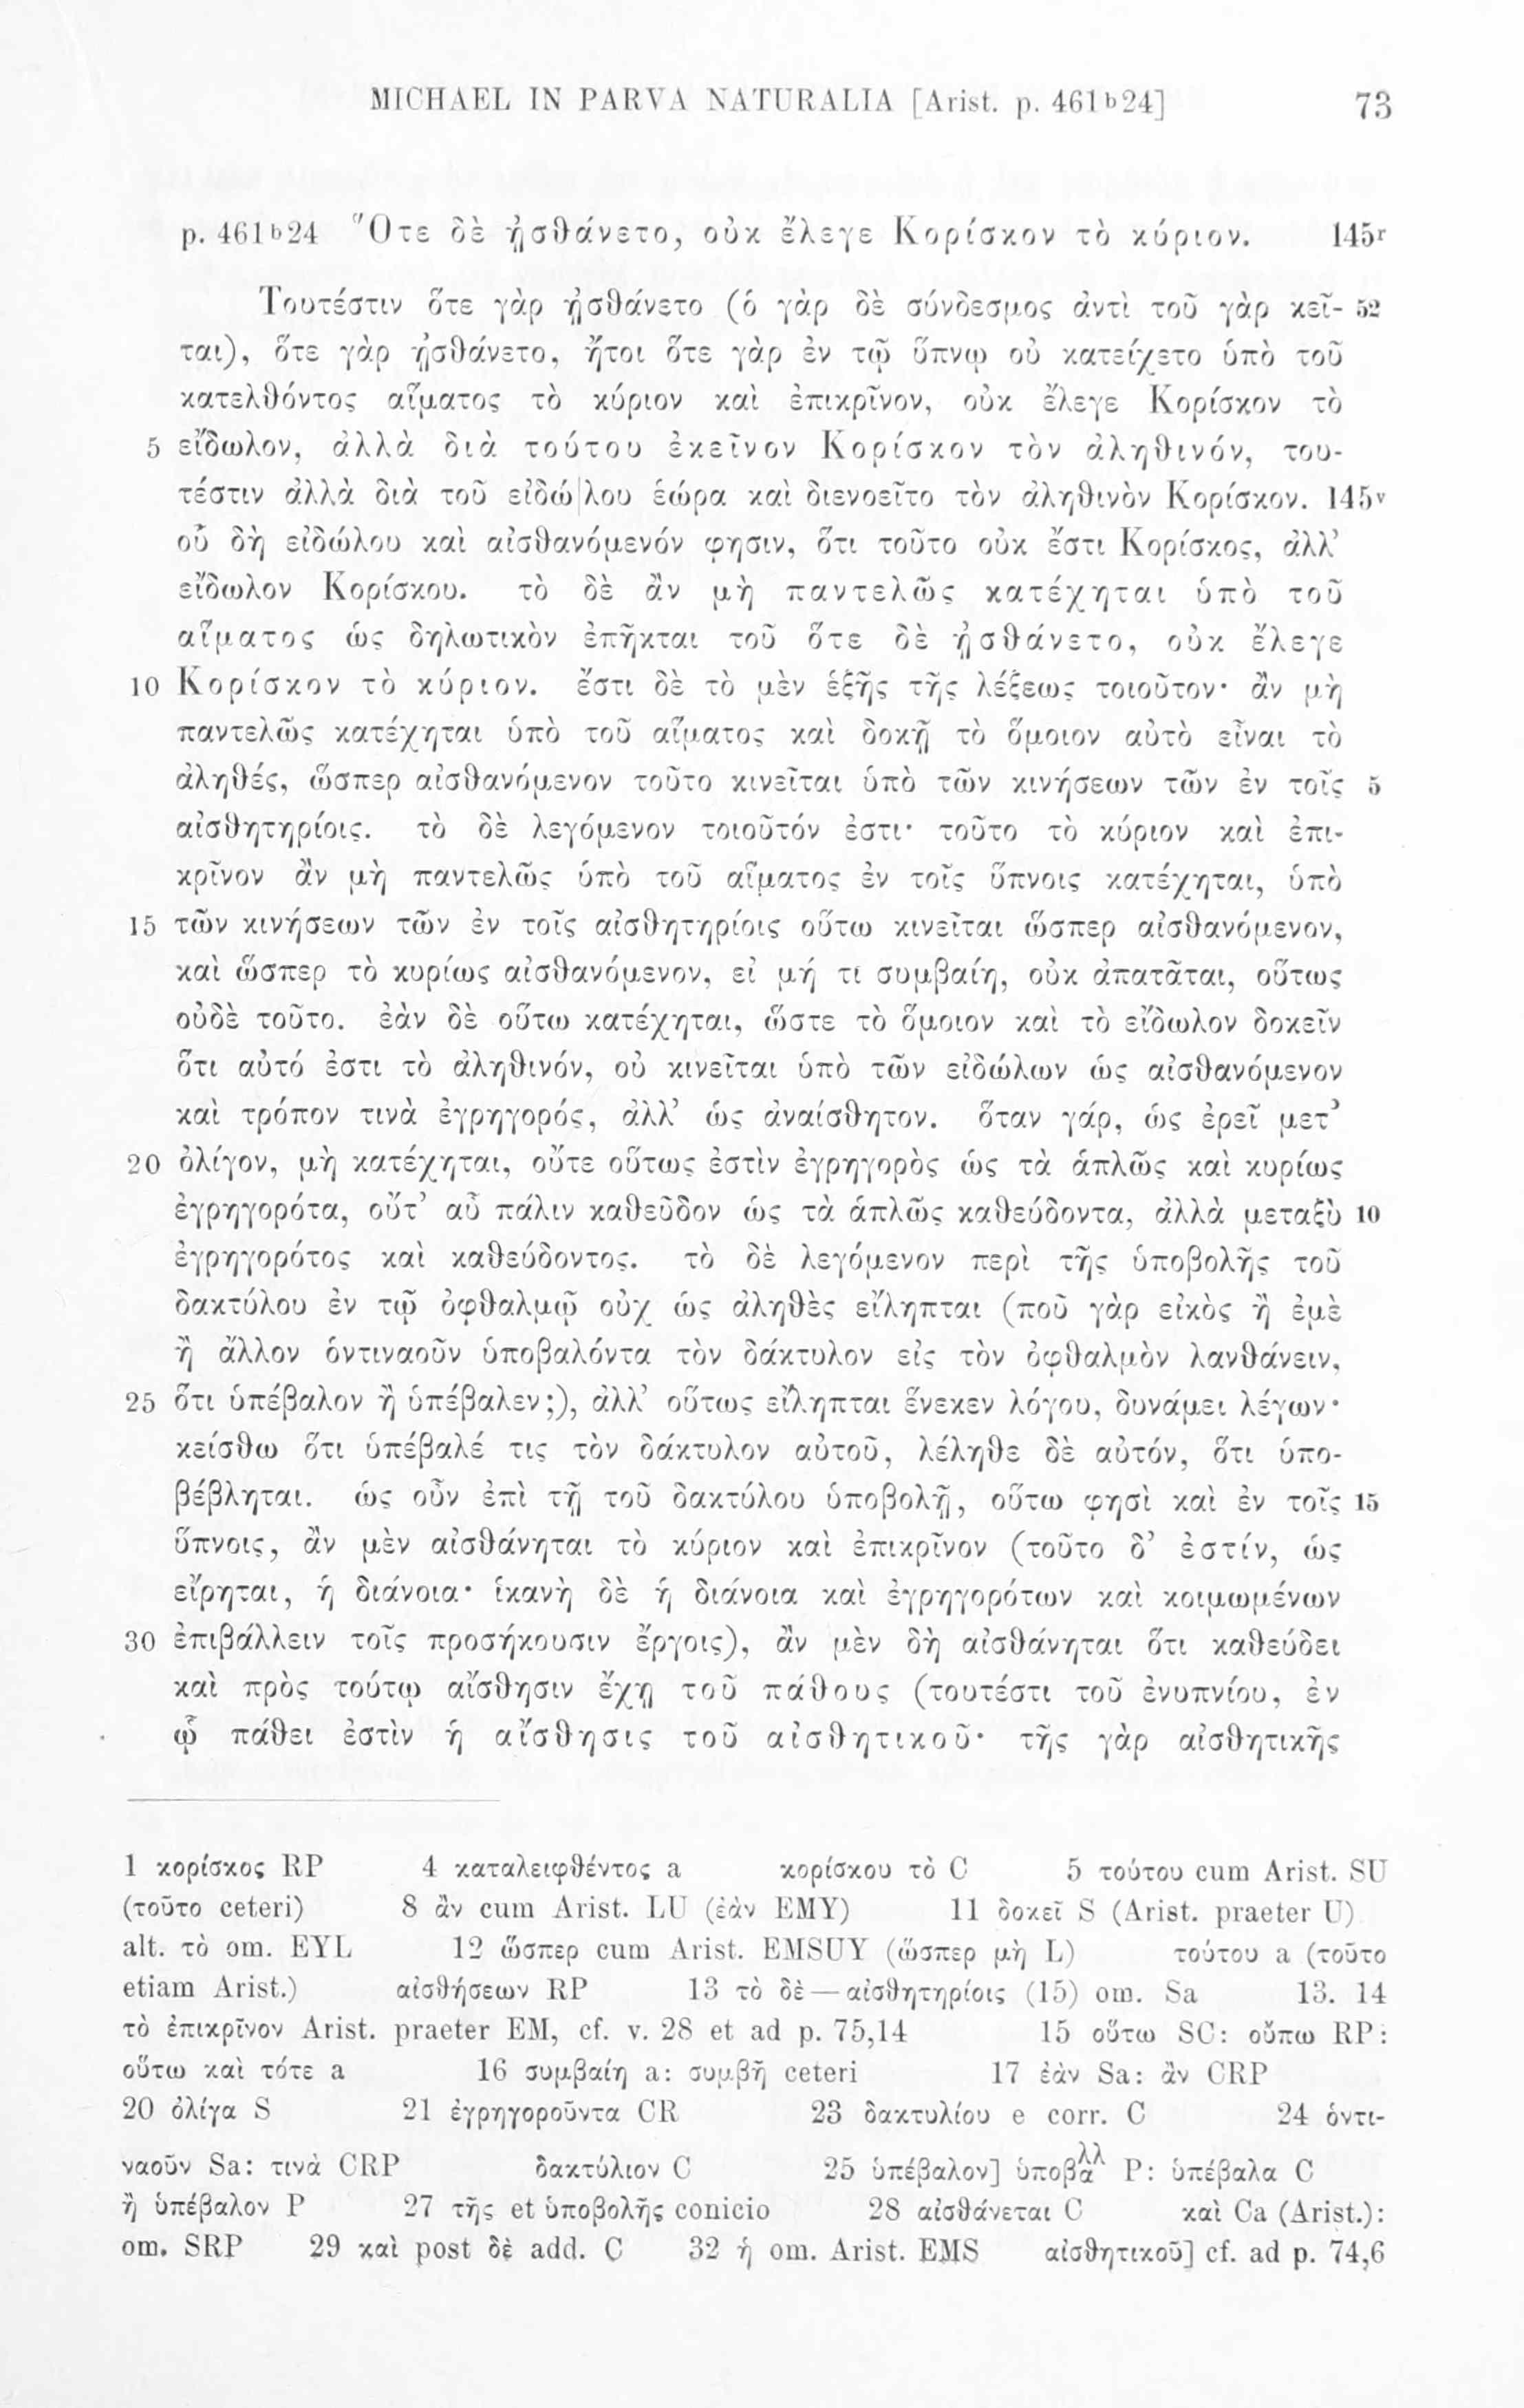 MICHAEL IN PARVA NATURALIA [Arist. p. 461b24] 73
p. 461b24 Ὅτε δὲ ᾐσθάνετο, οὐκ ἔλεγε Κορίσκον τὸ κύριον. 145r
Τουτέστιν ὅτε γὰρ ᾐσθάνετο (ὁ γὰρ δὲ σύνδεσμος ἀντὶ τοῦ γὰρ κεῖ- 52
ται), ὅτε γὰρ ᾐσθάνετο, ἤτοι ὅτε γὰρ ἐν τῷ ὕπνῳ οὐ κατείχετο ὑπὸ τοῦ
κατελθόντος αἵματος τὸ κύριον καὶ ἐπικρῖνον, οὐκ ἔλεγε Κορίσκον τὸ
5 εἴδωλον, ἀλλὰ διὰ τούτου ἐκεῖνον Κορίσκον τὸν ἀληθινόν, του-
τέστιν ἀλλὰ διὰ τοῦ εἰδώ|λου ἑώρα καὶ διενοεῖτο τὸν ἀληθινὸν Κορίσκον. 145v
οὗ δὴ εἰδώλου καὶ αἰσθανόμενόν φησιν, ὅτι τοῦτο οὐκ ἔστι Κορίσκος, ἀλλ’
εἴδωλον Κορίσκου. τὸ δὲ ἂν μὴ παντελῶς κατέχηται ὑπὸ τοῦ
αἵματος ὡς δηλωτικὸν ἐπῆκται τοῦ ὅτε δὲ ᾐσθάνετο, οὐκ ἔλεγε
10 Κορίσκον τὸ κύριον. ἔστι δὲ τὸ μὲν ἑξῆς τῆς λέξεως τοιοῦτον· ἂν μὴ
παντελῶς κατέχηται ὑπὸ τοῦ αἵματος καὶ δοκῇ τὸ ὅμοιον αὐτὸ εἶναι τὸ
ἀληθές, ὥσπερ αἰσθανόμενον τοῦτο κινεῖται ὑπὸ τῶν κινήσεων τῶν ἐν τοῖς 5
αἰσθητηρίοις. τὸ δὲ λεγόμενον τοιοῦτόν ἐστι· τοῦτο τὸ κύριον καὶ ἐπι-
κρῖνον ἂν μὴ παντελῶς ὑπὸ τοῦ αἵματος ἐν τοῖς ὕπνοις κατέχηται, ὑπὸ
15 τῶν κινήσεων τῶν ἐν τοῖς αἰσθητηρίοις οὕτω κινεῖται ὥσπερ αἰσθανόμενον,
καὶ ὥσπερ τὸ κυρίως αἰσθανόμενον, εἰ μή τι συμβαίη, οὐκ ἀπατᾶται, οὕτως
οὐδὲ τοῦτο. ἐὰν δὲ οὕτω κατέχηται, ὥστε τὸ ὅμοιον καὶ τὸ εἴδωλον δοκεῖν
ὅτι αὐτό ἐστι τὸ ἀληθινόν, οὐ κινεῖται ὑπὸ τῶν εἰδώλων ὡς αἰσθανόμενον
καὶ τρόπον τινὰ ἐγρηγορός, ἀλλ’ ὡς ἀναίσθητον. ὅταν γάρ, ὡς ἐρεῖ μετ’
20 ὀλίγον, μὴ κατέχηται, οὔτε οὕτως ἐστὶν ἐγρηγορὸς ὡς τὰ ἁπλῶς καὶ κυρίως
ἐγρηγορότα, οὔτ’ αὖ πάλιν καθεῦδον ὡς τὰ ἁπλῶς καθεύδοντα, ἀλλὰ μεταξὺ 10
ἐγρηγορότος καὶ καθεύδοντος. τὸ δὲ λεγόμενον περὶ τῆς ὑποβολῆς τοῦ
δακτύλου ἐν τῷ ὀφθαλμῷ οὐχ ὡς ἀληθὲς εἴληπται (ποῦ γὰρ εἰκὸς ἢ ἐμὲ
ἢ ἄλλον ὁντιναοῦν ὑποβαλόντα τὸν δάκτυλον εἰς τὸν ὀφθαλμὸν λανθάνειν,
25 ὅτι ὑπέβαλον ἢ ὑπέβαλεν;), ἀλλ’ οὕτως εἴληπται ἕνεκεν λόγου, δυνάμει λέγων·
κείσθω ὅτι ὑπέβαλέ τις τὸν δάκτυλον αὐτοῦ, λέληθε δὲ αὐτόν, ὅτι ὑπο-
βέβληται. ὡς οὖν ἐπὶ τῇ τοῦ δακτύλου ὑποβολῇ, οὕτω φησὶ καὶ ἐν τοῖς 15
ὕπνοις, ἂν μὲν αἰσθάνηται τὸ κύριον καὶ ἐπικρῖνον (τοῦτο δ’ ἐστίν, ὡς
εἴρηται, ἡ διάνοια· ἱκανὴ δὲ ἡ διάνοια καὶ ἐγρηγορότων καὶ κοιμωμένων
30 ἐπιβάλλειν τοῖς προσήκουσιν ἔργοις), ἂν μὲν δὴ αἰσθάνηται ὅτι καθεύδει
καὶ πρὸς τούτῳ αἴσθησιν ἔχῃ τοῦ πάθους (τουτέστι τοῦ ἐνυπνίου, ἐν
ᾧ πάθει ἐστὶν ἡ αἴσθησις τοῦ αἰσθητικοῦ· τῆς γὰρ αἰσθητικῆς
1 κορίσκος RP 4 καταλειφθέντος a κορίσκου τὸ C 5 τούτου cum Arist. SU
(τοῦτο ceteri) 8 ἂν cum Arist. LU (ἐὰν EMY) 11 δοκεῖ S (Arist. praeter U)
alt. τὸ om. EYL 12 ὥσπερ cum Arist. EMSUY (ὥσπερ μὴ L) τούτου a (τοῦτο
etiam Arist.) αἰσθήσεων RP 13 τὸ δὲ — αἰσθητηρίοις (15) om. Sa 13. 14
τὸ ἐπικρῖνον Arist. praeter EM, cf. v. 28 et ad p. 75,14 15 οὕτω SC: οὔπω RP:
οὕτω καὶ τότε a 16 συμβαίη a: συμβῇ ceteri 17 ἐὰν Sa: ἂν CRP
20 ὀλίγα S 21 ἐγρηγοροῦντα CR 23 δακτυλίου e corr. C 24 ὁντι-
ναοῦν Sa: τινὰ CRP δακτύλιον C 25 ὑπέβαλον] ὑποβαλλ P: ὑπέβαλα C
ἢ ὑπέβαλον P 27 τῆς et ὑποβολῆς conicio 28 αἰσθάνεται C καὶ Ca (Arist.):
om. SRP 29 καὶ post δὲ add. C 32 ἡ om. Arist. EMS αἰσθητικοῦ] cf. ad p. 74,6